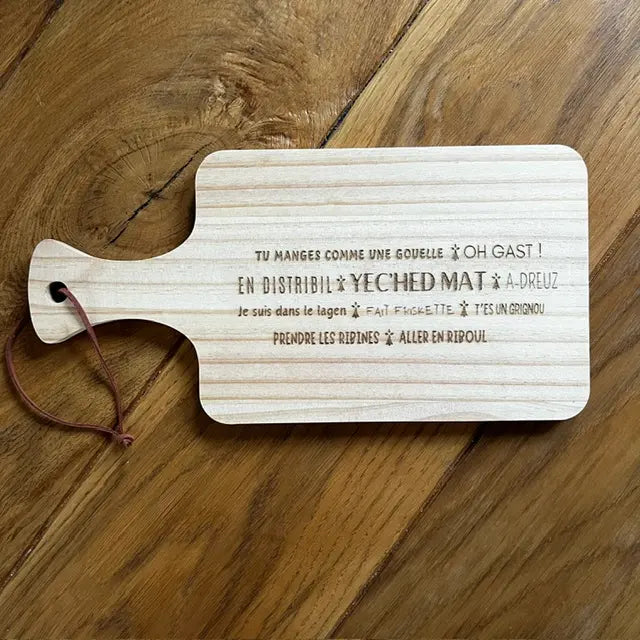 TU MANGES COMME UNE GOUELLE OH GAST !
EN DISTRIBIL YEC'HED MAT A-DREUZ
Je suis dans le lagen FAIT FRISKETTE T'ES UN GRIGNOU
PRENDRE LES RIBINES ALLER EN RIBOUL